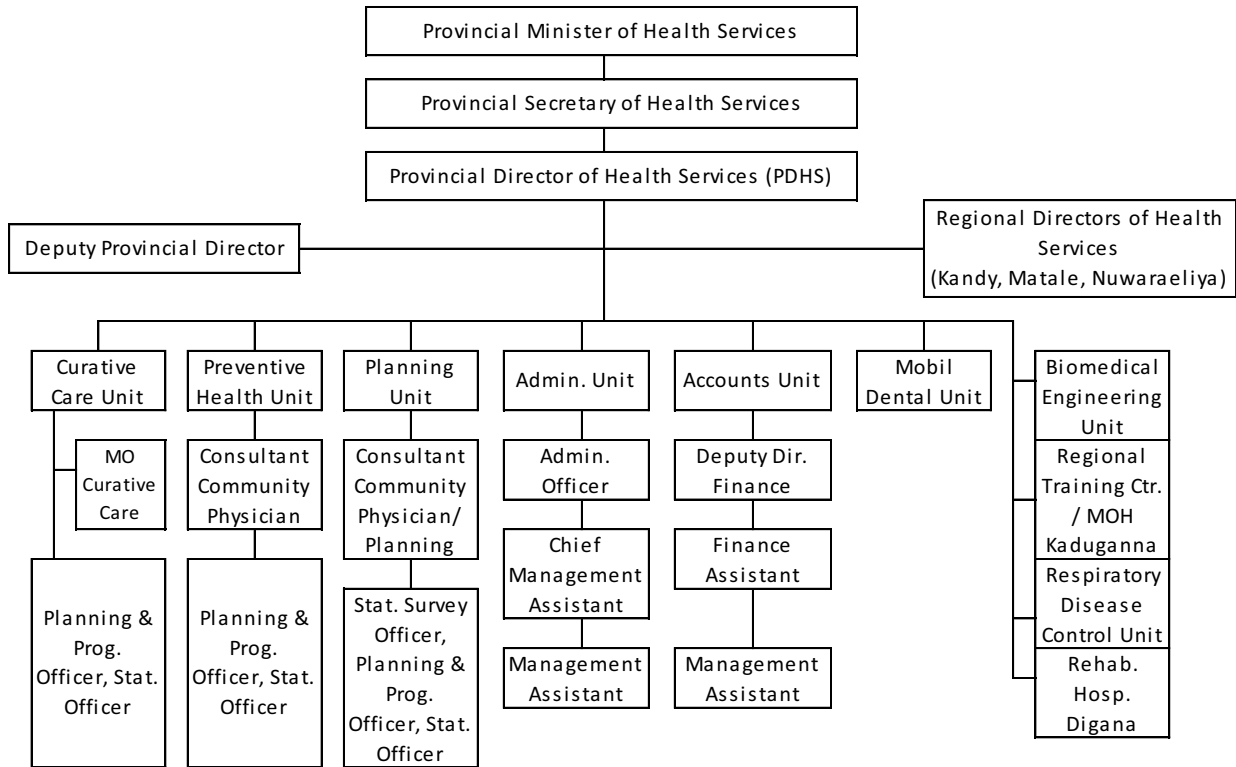 Provincial Minister of Health Services
Provincial Secretary of Health Services
Provincial Director of Health Services (PDHS)
Deputy Provincial Director
Regional Directors of Health
Services
(Kandy, Matale, Nuwaraeliya)
Curative
Care Unit
Preventive
Health Unit
Planning
Unit
Admin. Unit
Accounts Unit
Mobil
Dental Unit
Biomedical
Engineering
Unit
MO
Curative
Care
Consultant
Community
Physician
Consultant
Community
Physician/
Planning
Admin.
Officer
Deputy Dir.
Finance
Regional
Training Ctr.
/ MOH
Kaduganna
Chief
Management
Assistant
Finance
Assistant
Respiratory
Disease
Control Unit
Planning &
Prog.
Officer, Stat.
Officer
Planning &
Prog.
Officer, Stat.
Officer
Stat. Survey
Officer,
Planning &
Prog.
Officer, Stat.
Officer
Management
Assistant
Management
Assistant
Rehab.
Hosp.
Digana